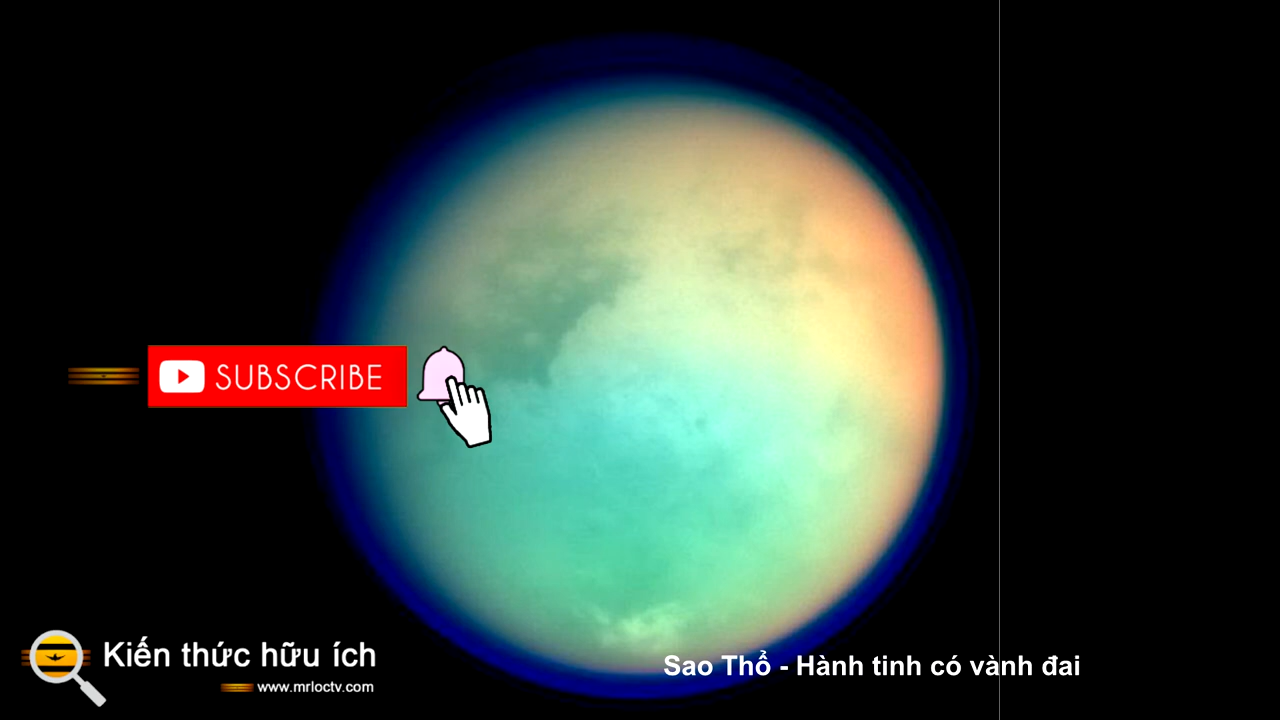 SUBSCRIBE
Kiến thức hữu ích
www.mrloctv.com
Sao Thổ - Hành tinh có vành đai